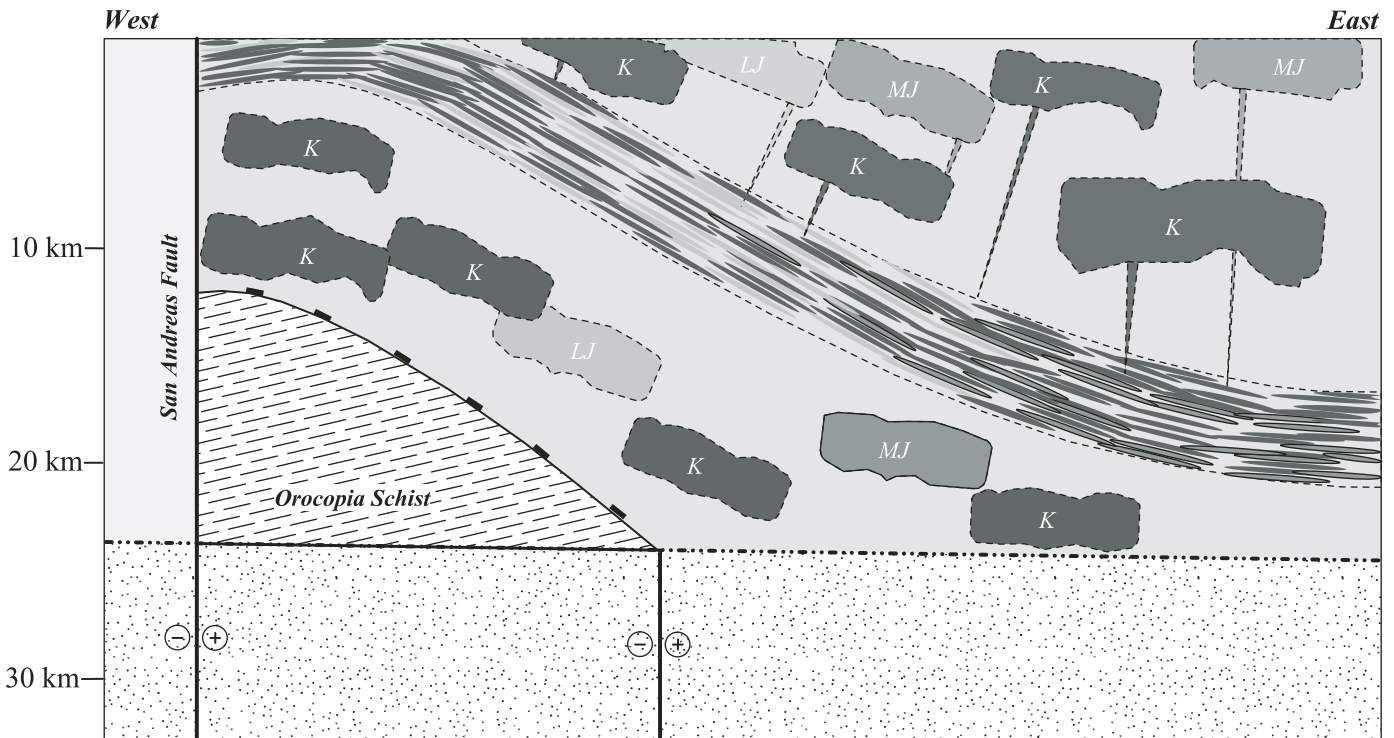 West
East
K
LJ
MJ
K
MJ
K
K
K
10 km
K
K
San Andreas Fault
LJ
20 km
K
MJ
Orocopia Schist
K
− +
− +
30 km